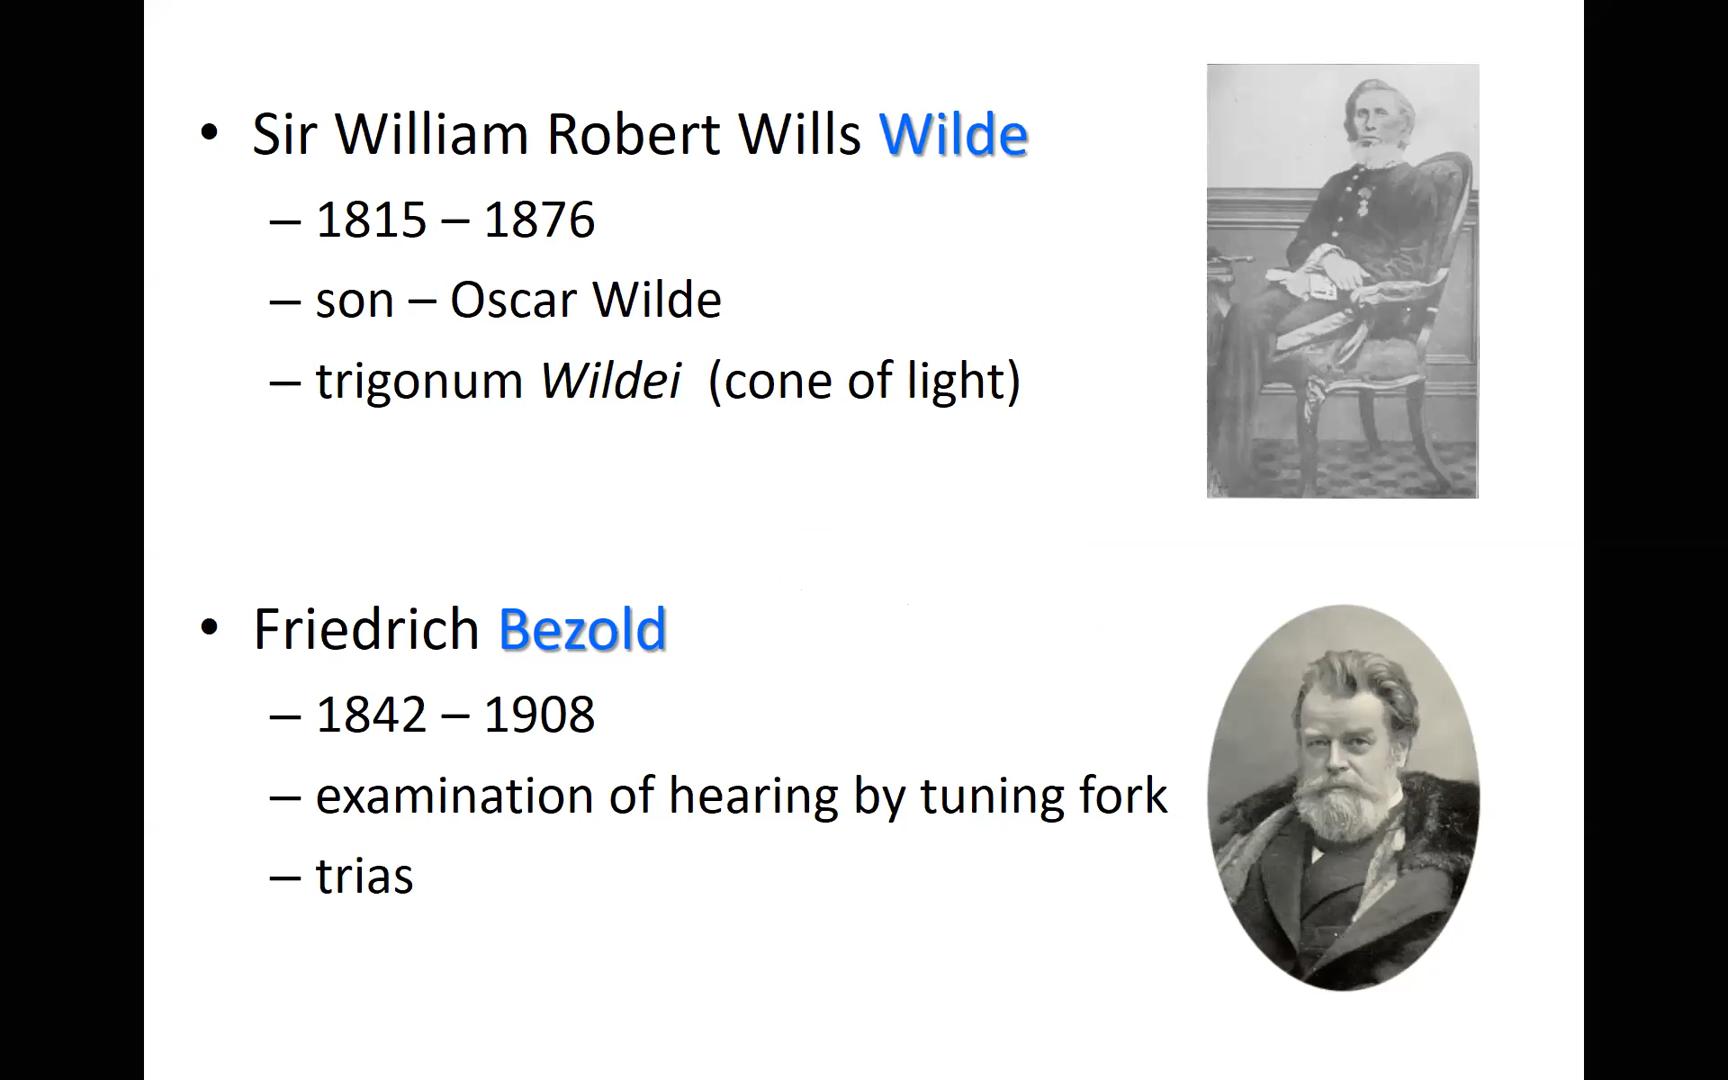 • Sir William Robert Wills Wilde
– 1815 – 1876
– son – Oscar Wilde
– trigonum Wildei (cone of light)
• Friedrich Bezold
– 1842 – 1908
– examination of hearing by tuning fork
– trias